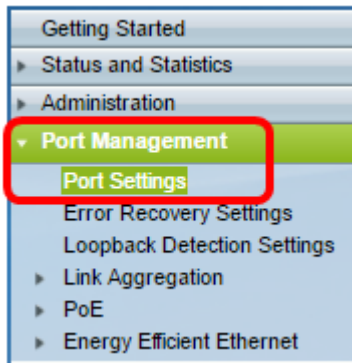 Getting Started
Status and Statistics
Administration
Port Management
Port Settings
Error Recovery Settings
Loopback Detection Settings
Link Aggregation
PoE
Energy Efficient Ethernet